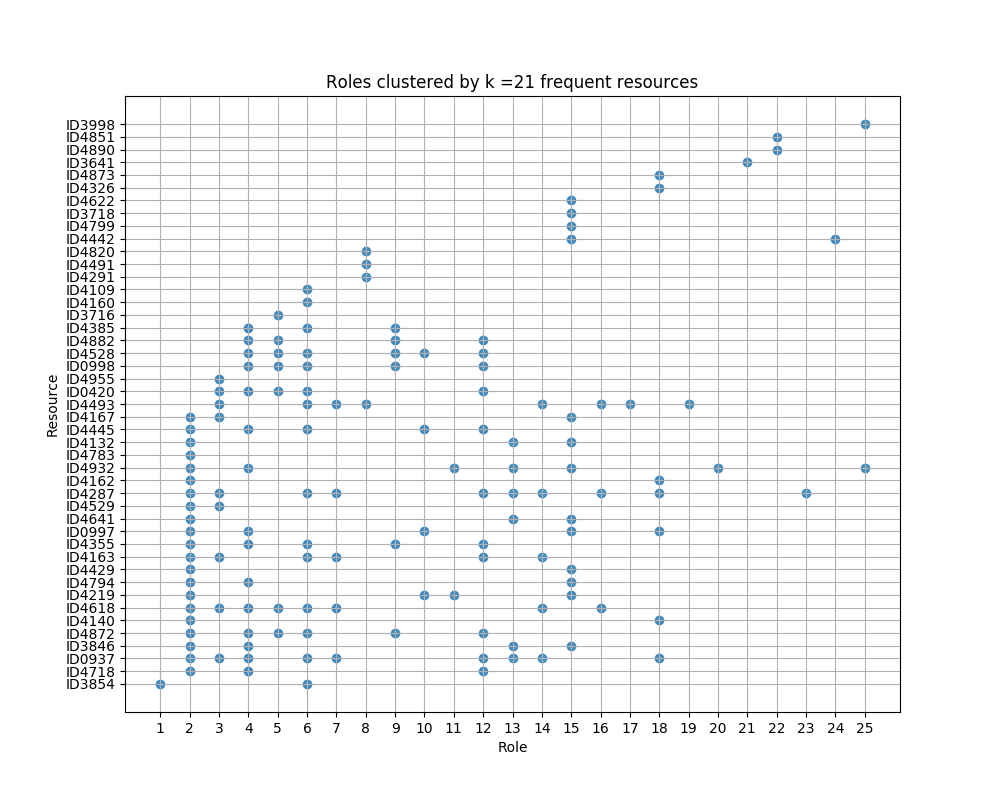 Roles clustered by k =21 frequent resources
ID3998
ID4851
ID4890
ID3641
ID4873
ID4326
ID4622
ID3718
ID4799
ID4442
ID4820
ID4491
ID4291
ID4109
ID4160
ID3716
ID4385
ID4882
ID4528
ID0998
ID4955
ID0420
ID4493
ID4167
ID4445
ID4132
ID4783
ID4932
ID4162
ID4287
ID4529
ID4641
ID0997
ID4355
ID4163
ID4429
ID4794
ID4219
ID4618
ID4140
ID4872
ID3846
ID0937
ID4718
ID3854
Resource
1 2 3 4 5 6 7 8 9 10 11 12 13 14 15 16 17 18 19 20 21 22 23 24 25
Role